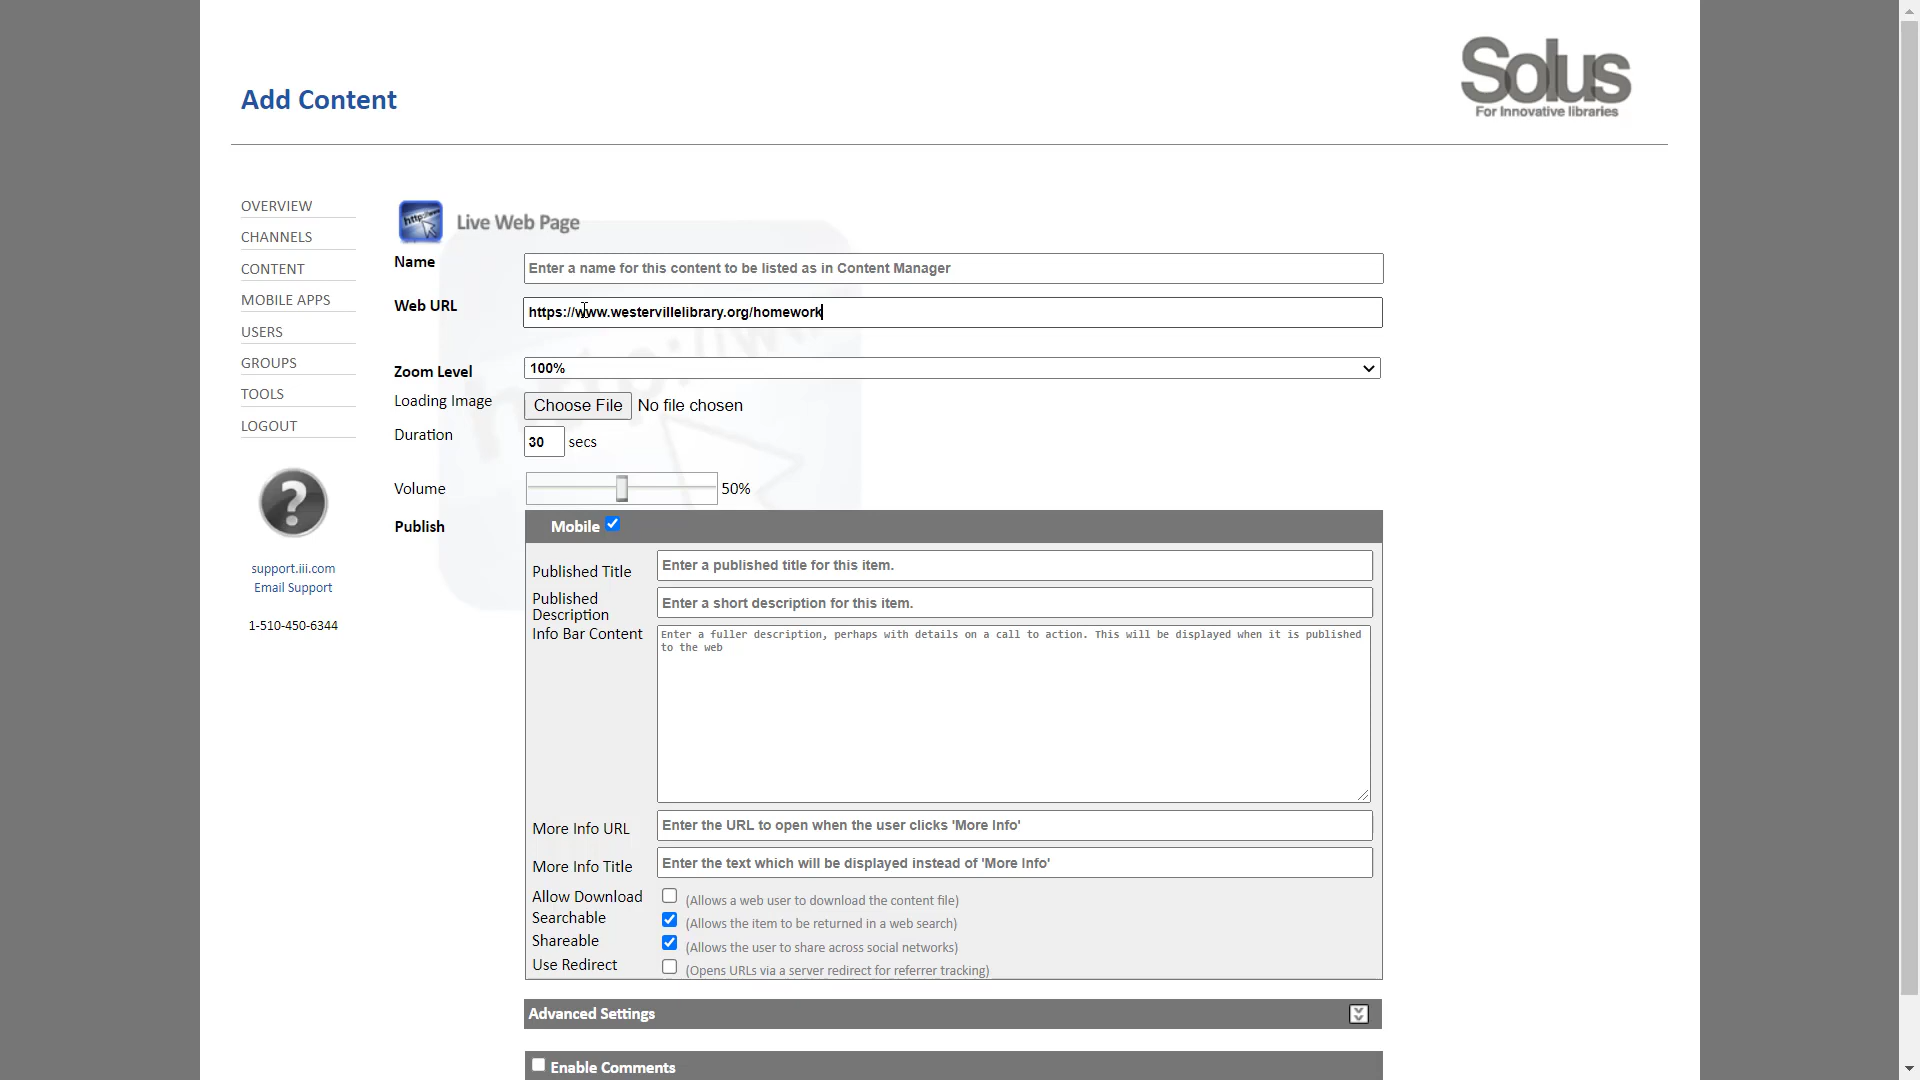 Solus
For Innovative libraries
Add Content
OVERVIEW
CHANNELS
CONTENT
MOBILE APPS
USERS
GROUPS
TOOLS
LOGOUT
support.iii.com
Email Support
1-510-450-6344
http://www
Live Web Page
Name
Enter a name for this content to be listed as in Content Manager
Web URL
https://www.westervillelibrary.org/homework
Zoom Level
100%
Loading Image
Choose File No file chosen
Duration
30 secs
Volume
50%
Publish
Mobile
Published Title
Enter a published title for this item.
Published
Description
Enter a short description for this item.
Info Bar Content
Enter a fuller description, perhaps with details on a call to action. This will be displayed when it is published
to the web
More Info URL
Enter the URL to open when the user clicks 'More Info'
More Info Title
Enter the text which will be displayed instead of 'More Info'
Allow Download
(Allows a web user to download the content file)
Searchable
(Allows the item to be returned in a web search)
Shareable
(Allows the user to share across social networks)
Use Redirect
(Opens URLs via a server redirect for referrer tracking)
Advanced Settings
Enable Comments